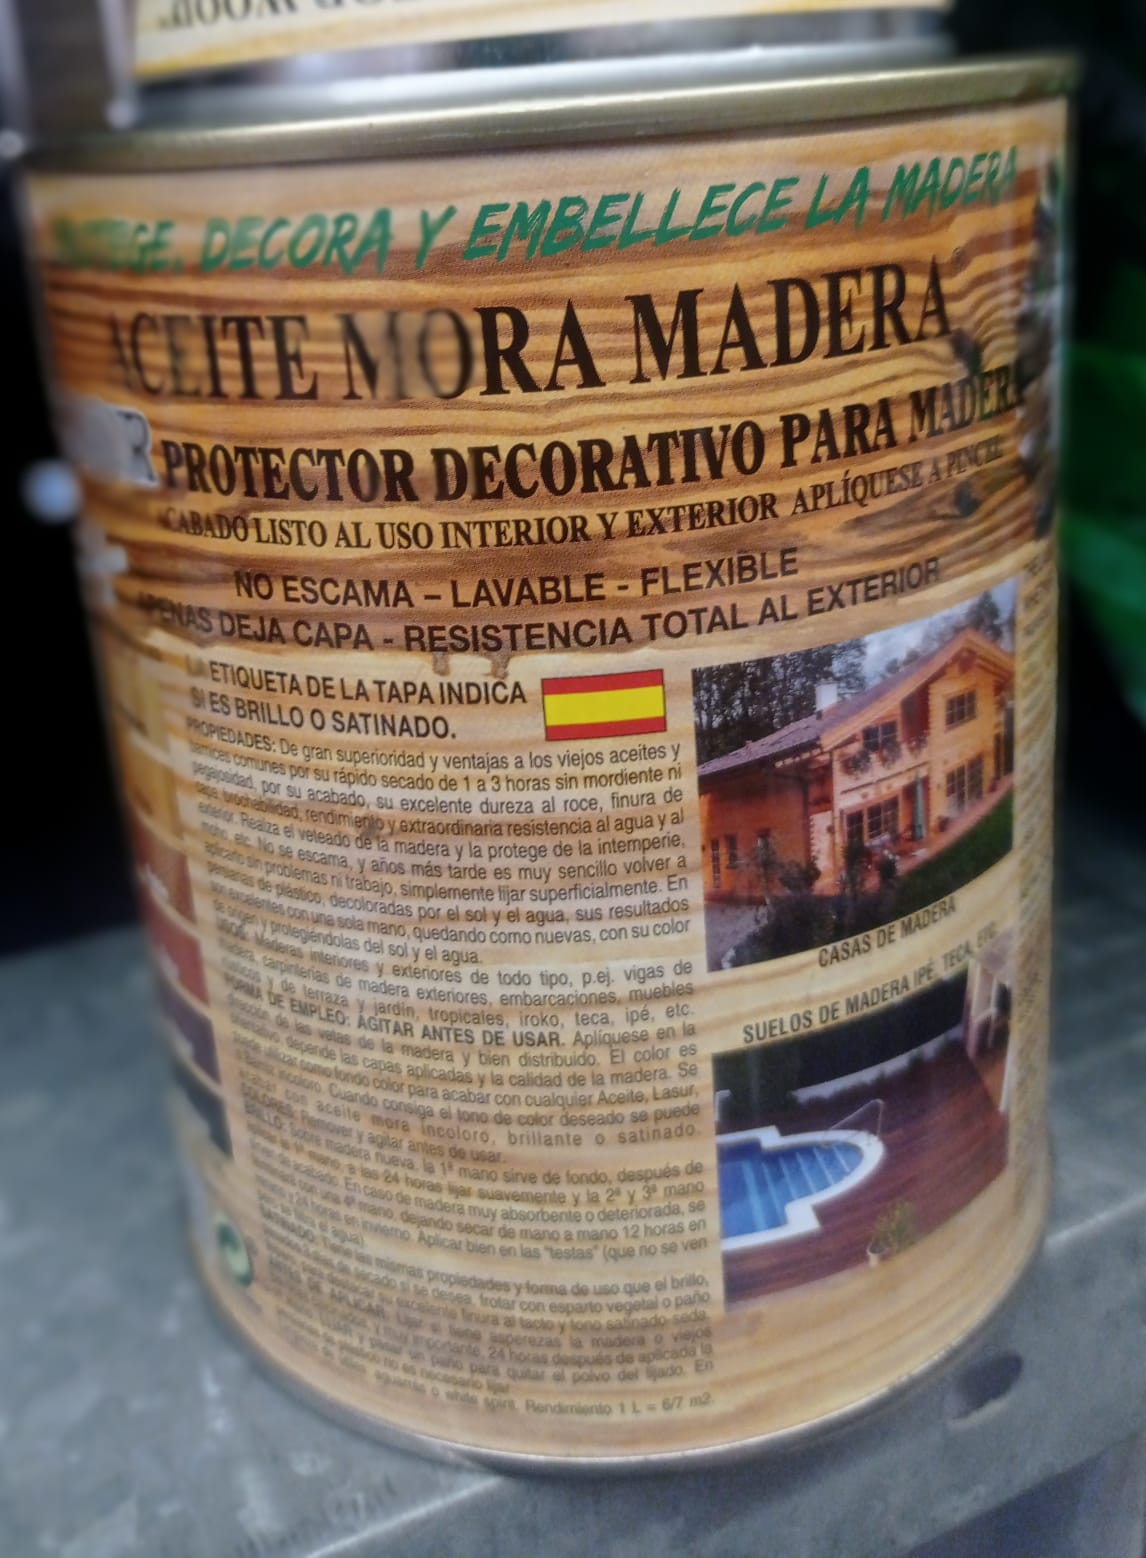 DECORA Y EMBELLECE LA MADERA
ACEITE MORA MADERA
PROTECTOR DECORATIVO PARA MADERA
ACABADO LISTO AL USO INTERIOR Y EXTERIOR APLÍQUESE A PINCEL
NO ESCAMA – LAVABLE - FLEXIBLE
APENAS DEJA CAPA - RESISTENCIA TOTAL AL EXTERIOR
LA ETIQUETA DE LA TAPA INDICA
SI ES BRILLO O SATINADO.
PROPIEDADES: De gran superioridad y ventajas a los viejos aceites y
barnices comunes por su rápido secado de 1 a 3 horas sin mordiente ni
pegajosidad, por su acabado, su excelente dureza al roce, finura de
capa, brochabilidad, rendimiento y extraordinaria resistencia al agua y al
exterior. Realza el veteado de la madera y la protege de la intemperie,
moho, etc. No se escama, y años más tarde es muy sencillo volver a
aplicarlo sin problemas ni trabajo, simplemente lijar superficialmente. En
persianas de plástico, decoloradas por el sol y el agua, sus resultados
son excelentes con una sola mano, quedando como nuevas, con su color
de origen y protegiéndolas del sol y el agua.
USOS: Maderas interiores y exteriores de todo tipo, p.ej. vigas de
madera, carpinterías de madera exteriores, embarcaciones, muebles
rústicos y de terraza y jardín, tropicales, iroko, teca, ipé, etc.
FORMA DE EMPLEO: AGITAR ANTES DE USAR. Aplíquese en la
dirección de las vetas de la madera y bien distribuido. El color es
orientativo, depende las capas aplicadas y la calidad de la madera. Se
puede utilizar como fondo color para acabar con cualquier Aceite, Lasur,
o Barniz incoloro. Cuando consiga el tono de color deseado se puede
acabar con aceite mora incoloro, brillante o satinado.
COLORES: Remover y agitar antes de usar.
BRILLO: Sobre madera nueva, la 1ª mano sirve de fondo, después de
la 1ª mano, a las 24 horas lijar suavemente y la 2ª y 3ª mano
de acabado. En caso de madera muy absorbente o deteriorada, se
con una 4ª mano, dejando secar de mano a mano 12 horas en
y 24 horas en invierno. Aplicar bien en las "testas" (que no se ven
el agua).
SATINADO: Tiene las mismas propiedades y forma de uso que el brillo,
de secado si se desea, frotar con esparto vegetal o paño
para destacar su excelente finura al tacto y tono satinado-seda.
ANTES DE APLICAR: Lijar si tiene asperezas la madera o viejos
y muy importante, 24 horas después de aplicada la
y pasar un paño para quitar el polvo del lijado. En
de plástico no es necesario lijar.
aguarrás o white spirit. Rendimiento 1 L = 6/7 m2.
CASAS DE MADERA
SUELOS DE MADERA IPÉ, TECA, ETC.